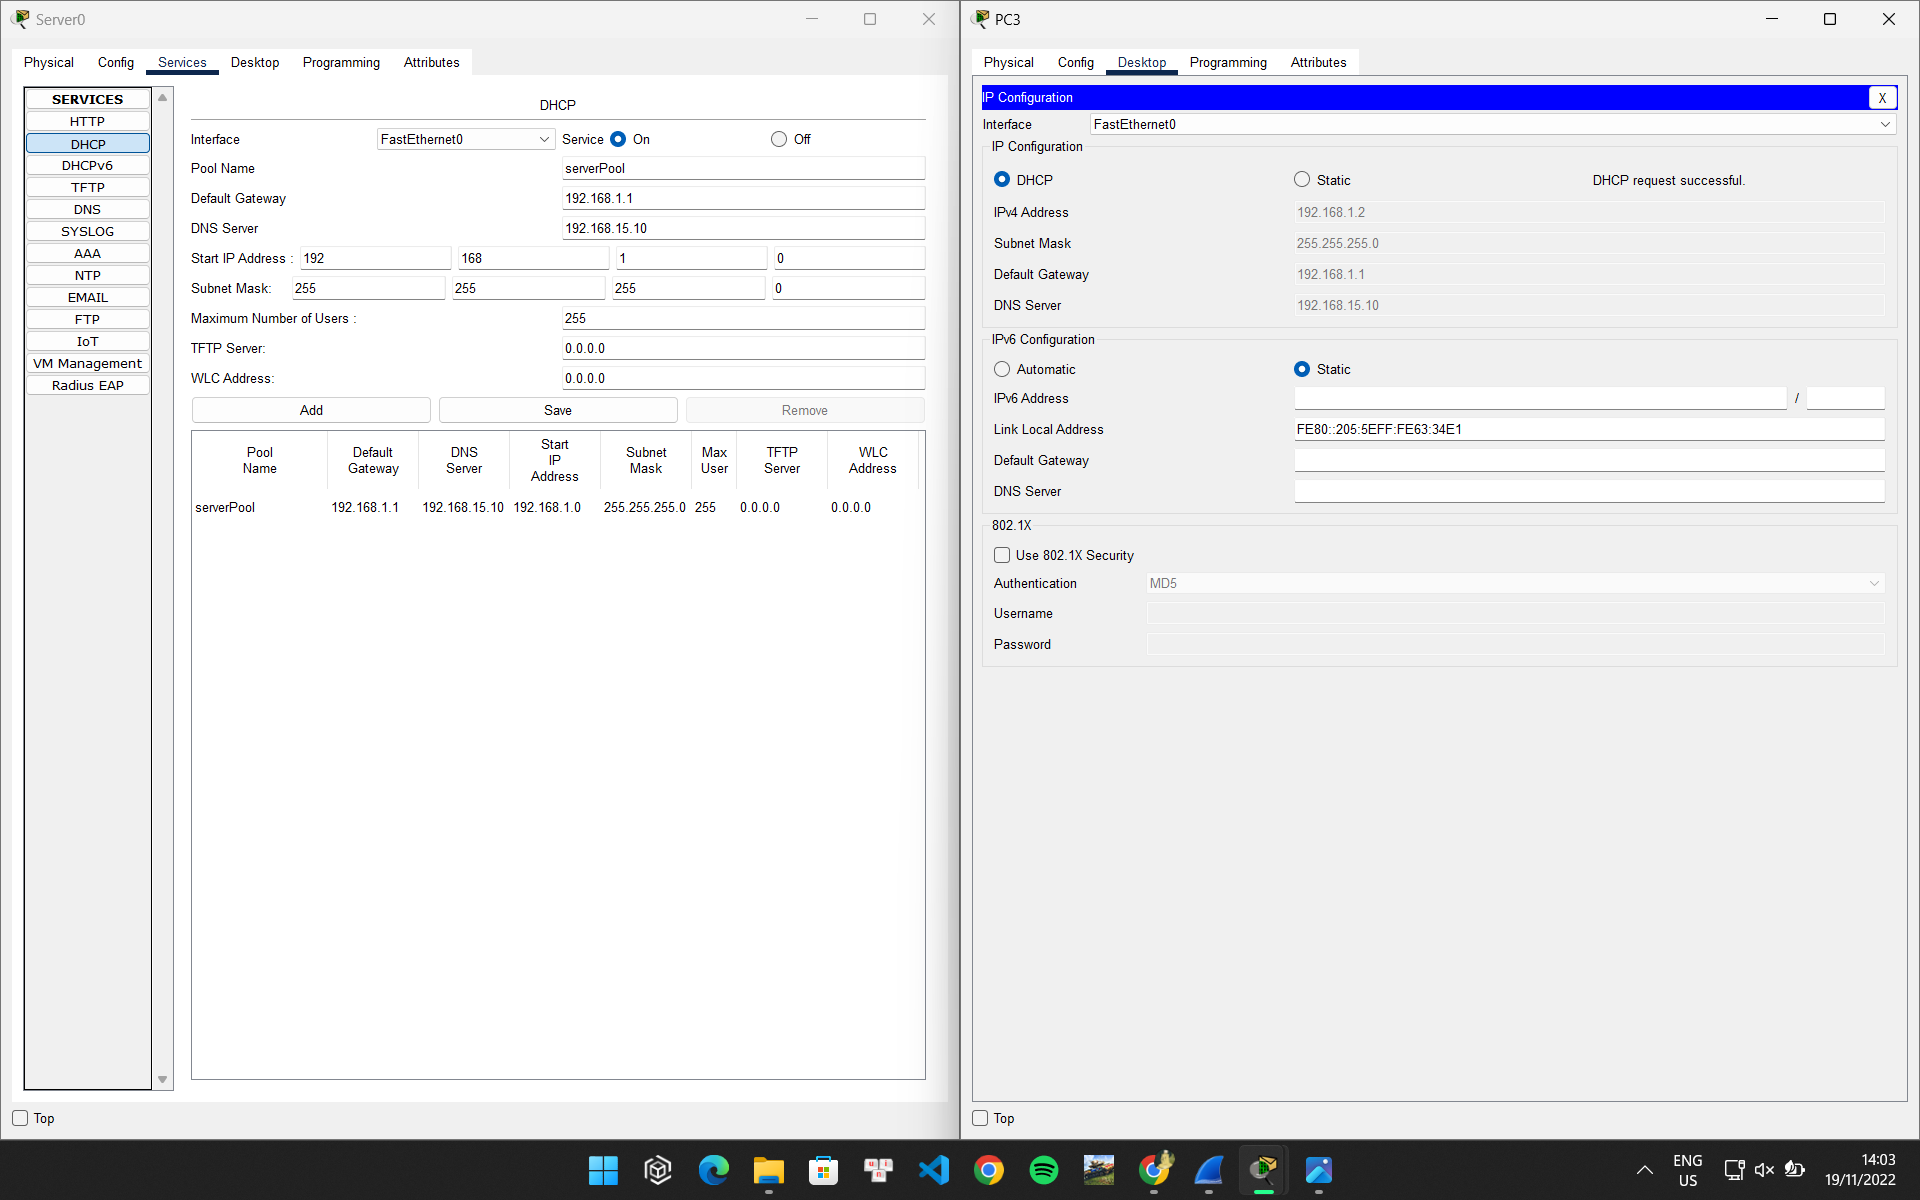 Server0
Physical Config Services Desktop Programming Attributes
SERVICES
HTTP
DHCP
DHCPv6
TFTP
DNS
SYSLOG
AAA
NTP
EMAIL
FTP
IoT
VM Management
Radius EAP
DHCP
Interface FastEthernet0 Service On Off
Pool Name serverPool
Default Gateway 192.168.1.1
DNS Server 192.168.15.10
Start IP Address : 192 168 1 0
Subnet Mask: 255 255 255 0
Maximum Number of Users : 255
TFTP Server: 0.0.0.0
WLC Address: 0.0.0.0
Add Save Remove
Pool Name Default Gateway DNS Server Start IP Address Subnet Mask Max User TFTP Server WLC Address
serverPool 192.168.1.1 192.168.15.10 192.168.1.0 255.255.255.0 255 0.0.0.0 0.0.0.0
Top
PC3
Physical Config Desktop Programming Attributes
IP Configuration X
Interface FastEthernet0
IP Configuration
DHCP Static DHCP request successful.
IPv4 Address 192.168.1.2
Subnet Mask 255.255.255.0
Default Gateway 192.168.1.1
DNS Server 192.168.15.10
IPv6 Configuration
Automatic Static
IPv6 Address /
Link Local Address FE80::205:5EFF:FE63:34E1
Default Gateway
DNS Server
802.1X
Use 802.1X Security
Authentication MD5
Username
Password
Top
ENG
US
14:03
19/11/2022